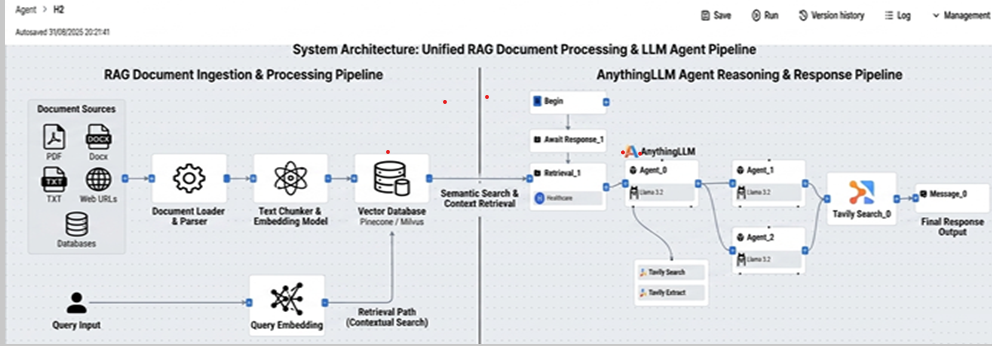 Agent > H2
Save
Run
Version history
Log
Management
Autosaved 31/08/2025 20:21:41
System Architecture: Unified RAG Document Processing & LLM Agent Pipeline
RAG Document Ingestion & Processing Pipeline
AnythingLLM Agent Reasoning & Response Pipeline
Document Sources
PDF
DOCX
Docx
TXT
TXT
Web URLs
Databases
Document Loader
& Parser
Text Chunker &
Embedding Model
Vector Database
Pinecone / Milvus
Semantic Search &
Context Retrieval
Query Input
Query Embedding
Retrieval Path
(Contextual Search)
Begin
Await Response_1
Retrieval_1
Healthcare
AnythingLLM
Agent_0
Llama 3.2
Agent_1
Llama 3.2
Agent_2
Llama 3.2
Tavily Search
Tavily Extract
Tavily Search_0
Message_0
Final Response
Output